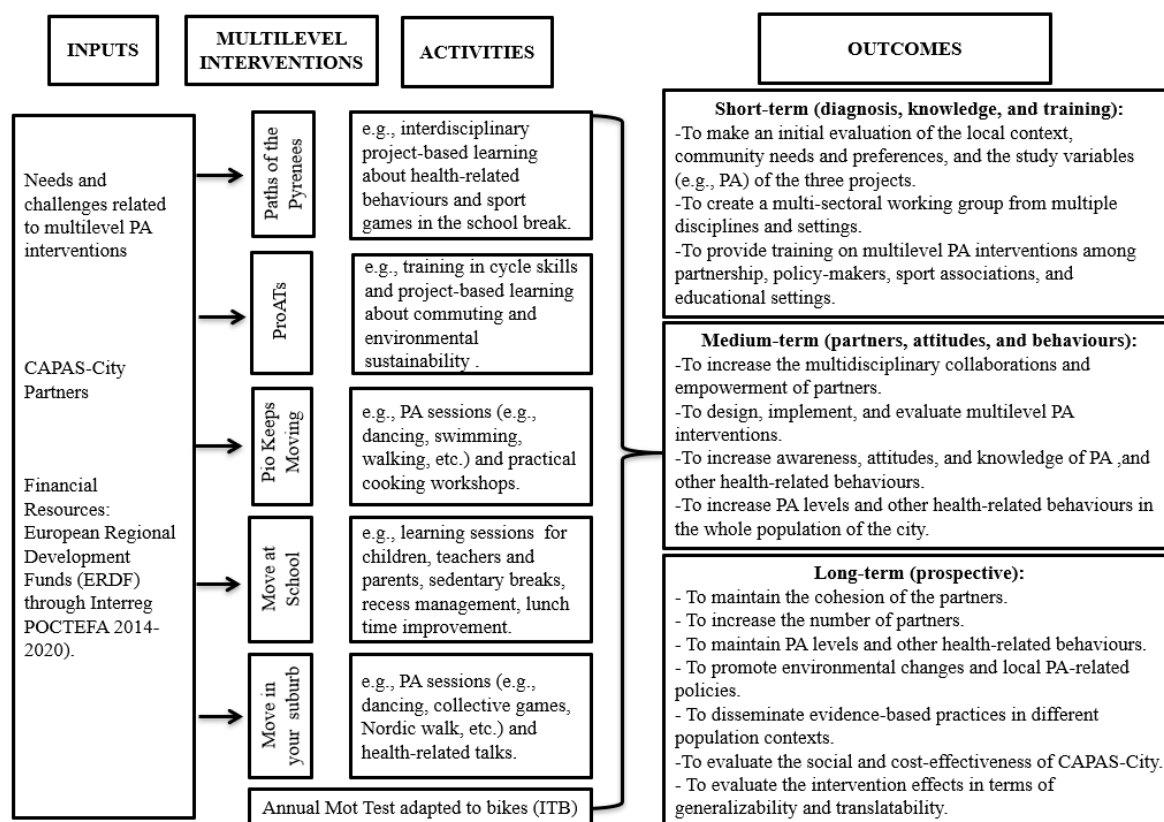 INPUTS
MULTILEVEL
INTERVENTIONS
ACTIVITIES
OUTCOMES
Needs and
challenges related
to multilevel PA
interventions
CAPAS-City
Partners
Financial
Resources:
European Regional
Development
Funds (ERDF)
through Interreg
POCTEFA 2014-
2020).
Paths of the
Pyrenees
e.g., interdisciplinary
project-based learning
about health-related
behaviours and sport
games in the school break.
ProATs
e.g., training in cycle skills
and project-based learning
about commuting and
environmental
sustainability .
Pio Keeps
Moving
e.g., PA sessions (e.g.,
dancing, swimming,
walking, etc.) and practical
cooking workshops.
Move at
School
e.g., learning sessions for
children, teachers and
parents, sedentary breaks,
recess management, lunch
time improvement.
Move in
your suburb
e.g., PA sessions (e.g.,
dancing, collective games,
Nordic walk, etc.) and
health-related talks.
Annual Mot Test adapted to bikes (ITB)
Short-term (diagnosis, knowledge, and training):
-To make an initial evaluation of the local context,
community needs and preferences, and the study variables
(e.g., PA) of the three projects.
-To create a multi-sectoral working group from multiple
disciplines and settings.
-To provide training on multilevel PA interventions among
partnership, policy-makers, sport associations, and
educational settings.
Medium-term (partners, attitudes, and behaviours):
-To increase the multidisciplinary collaborations and
empowerment of partners.
-To design, implement, and evaluate multilevel PA
interventions.
-To increase awareness, attitudes, and knowledge of PA ,and
other health-related behaviours.
-To increase PA levels and other health-related behaviours in
the whole population of the city.
Long-term (prospective):
- To maintain the cohesion of the partners.
- To increase the number of partners.
- To maintain PA levels and other health-related behaviours.
- To promote environmental changes and local PA-related
policies.
- To disseminate evidence-based practices in different
population contexts.
-To evaluate the social and cost-effectiveness of CAPAS-City.
- To evaluate the intervention effects in terms of
generalizability and translatability.